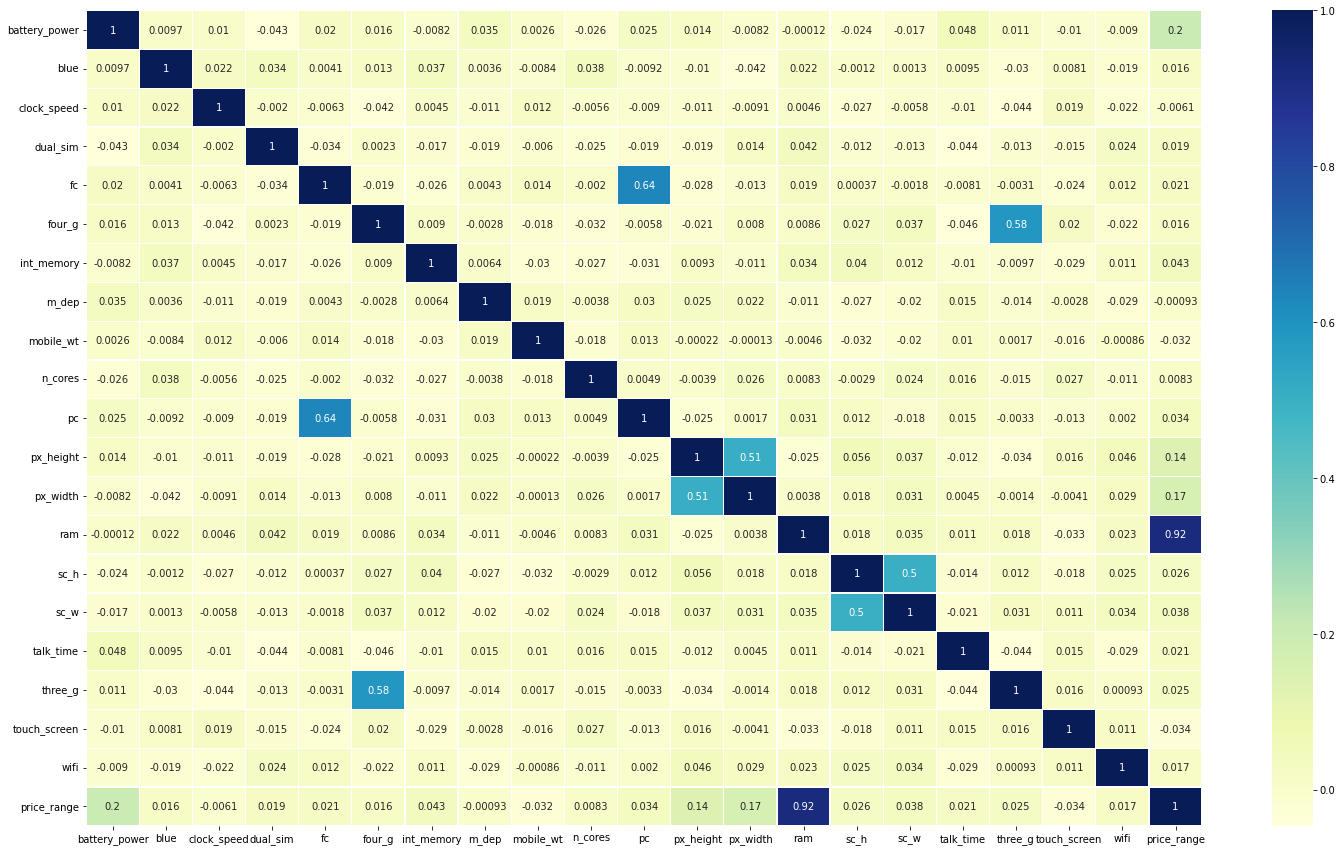 battery_power 1 0.0097 0.01 -0.043 0.02 0.016 -0.0082 0.035 0.0026 -0.026 0.025 0.014 -0.0082 -0.00012 -0.024 -0.017 0.048 0.011 -0.01 -0.009 0.2
blue 0.0097 1 0.022 0.034 0.0041 0.013 0.037 0.0036 -0.0084 0.038 -0.0092 -0.01 -0.042 0.022 -0.0012 0.0013 0.0095 -0.03 0.0081 -0.019 0.016
clock_speed 0.01 0.022 1 -0.002 -0.0063 -0.042 0.0045 -0.011 0.012 -0.0056 -0.009 -0.011 -0.0091 0.0046 -0.027 -0.0058 -0.01 -0.044 0.019 -0.022 -0.0061
dual_sim -0.043 0.034 -0.002 1 -0.034 0.0023 -0.017 -0.019 -0.006 -0.025 -0.019 -0.019 0.014 0.042 -0.012 -0.013 -0.044 -0.013 -0.015 0.024 0.019
fc 0.02 0.0041 -0.0063 -0.034 1 -0.019 -0.026 0.0043 0.014 -0.002 0.64 -0.028 -0.013 0.019 0.00037 -0.0018 -0.0081 -0.0031 -0.024 0.012 0.021
four_g 0.016 0.013 -0.042 0.0023 -0.019 1 0.009 -0.0028 -0.018 -0.032 -0.0058 -0.021 0.008 0.0086 0.027 0.037 -0.046 0.58 0.02 -0.022 0.016
int_memory -0.0082 0.037 0.0045 -0.017 -0.026 0.009 1 0.0064 -0.03 -0.027 -0.031 0.0093 -0.011 0.034 0.04 0.012 -0.01 -0.0097 -0.029 0.011 0.043
m_dep 0.035 0.0036 -0.011 -0.019 0.0043 -0.0028 0.0064 1 0.019 -0.0038 0.03 0.025 0.022 -0.011 -0.027 -0.02 0.015 -0.014 -0.0028 -0.029 -0.00093
mobile_wt 0.0026 -0.0084 0.012 -0.006 0.014 -0.018 -0.03 0.019 1 -0.018 0.013 -0.00022 -0.00013 -0.0046 -0.032 -0.02 0.01 0.0017 -0.016 -0.00086 -0.032
n_cores -0.026 0.038 -0.0056 -0.025 -0.002 -0.032 -0.027 -0.0038 -0.018 1 0.0049 -0.0039 0.026 0.0083 -0.0029 0.024 0.016 -0.015 0.027 -0.011 0.0083
pc 0.025 -0.0092 -0.009 -0.019 0.64 -0.0058 -0.031 0.03 0.013 0.0049 1 -0.025 0.0017 0.031 0.012 -0.018 0.015 -0.0033 -0.013 0.002 0.034
px_height 0.014 -0.01 -0.011 -0.019 -0.028 -0.021 0.0093 0.025 -0.00022 -0.0039 -0.025 1 0.51 -0.025 0.056 0.037 -0.012 -0.034 0.016 0.046 0.14
px_width -0.0082 -0.042 -0.0091 0.014 -0.013 0.008 -0.011 0.022 -0.00013 0.026 0.0017 0.51 1 0.0038 0.018 0.031 0.0045 -0.0014 -0.0041 0.029 0.17
ram -0.00012 0.022 0.0046 0.042 0.019 0.0086 0.034 -0.011 -0.0046 0.0083 0.031 -0.025 0.0038 1 0.018 0.035 0.011 0.018 -0.033 0.023 0.92
sc_h -0.024 -0.0012 -0.027 -0.012 0.00037 0.027 0.04 -0.027 -0.032 -0.0029 0.012 0.056 0.018 0.018 1 0.5 -0.014 0.012 -0.018 0.025 0.026
sc_w -0.017 0.0013 -0.0058 -0.013 -0.0018 0.037 0.012 -0.02 -0.02 0.024 -0.018 0.037 0.031 0.035 0.5 1 -0.021 0.031 0.011 0.034 0.038
talk_time 0.048 0.0095 -0.01 -0.044 -0.0081 -0.046 -0.01 0.015 0.01 0.016 0.015 -0.012 0.0045 0.011 -0.014 -0.021 1 -0.044 0.015 -0.029 0.021
three_g 0.011 -0.03 -0.044 -0.013 -0.0031 0.58 -0.0097 -0.014 0.0017 -0.015 -0.0033 -0.034 -0.0014 0.018 0.012 0.031 -0.044 1 0.016 0.00093 0.025
touch_screen -0.01 0.0081 0.019 -0.015 -0.024 0.02 -0.029 -0.0028 -0.016 0.027 -0.013 0.016 -0.0041 -0.033 -0.018 0.011 0.015 0.016 1 0.011 -0.034
wifi -0.009 -0.019 -0.022 0.024 0.012 -0.022 0.011 -0.029 -0.00086 -0.011 0.002 0.046 0.029 0.023 0.025 0.034 -0.029 0.00093 0.011 1 0.017
price_range 0.2 0.016 -0.0061 0.019 0.021 0.016 0.043 -0.00093 -0.032 0.0083 0.034 0.14 0.17 0.92 0.026 0.038 0.021 0.025 -0.034 0.017 1
battery_power blue clock_speed dual_sim fc four_g int_memory m_dep mobile_wt n_cores pc px_height px_width ram sc_h sc_w talk_time three_g touch_screen wifi price_range
1.0
0.8
0.6
0.4
0.2
0.0